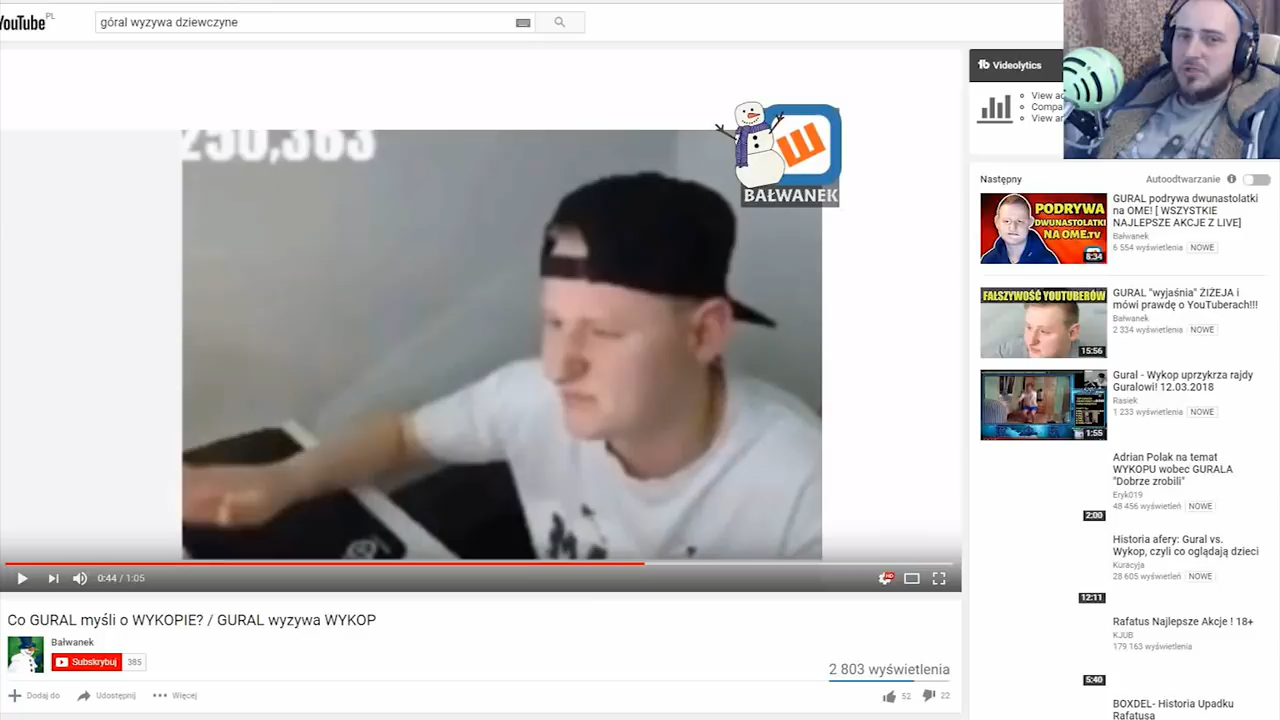 YouTube PL
góral wyzywa dziewczyne
250,363
BAŁWANEK
0:44 / 1:05
HD
Co GURAL myśli o WYKOPIE? / GURAL wyzywa WYKOP
Bałwanek
Subskrybuj 385
2 803 wyświetlenia
Dodaj do Udostępnij Więcej
52 22
Videolytics
View
Compa
View
Następny
Autoodtwarzanie
PODRYWA
DWUNASTOLATKI
NA OME.TV
8:34
GURAL podrywa dwunastolatki
na OME! [ WSZYSTKIE
NAJLEPSZE AKCJE Z LIVE]
Bałwanek
6 554 wyświetlenia NOWE
FAŁSZYWOŚĆ YOUTUBERÓW
15:56
GURAL "wyjaśnia" ŻIŻEJA i
mówi prawdę o YouTuberach!!!
Bałwanek
2 334 wyświetlenia NOWE
1:55
Gural - Wykop uprzykrza rajdy
Guralowi! 12.03.2018
Rasiek
1 233 wyświetlenia NOWE
2:00
Adrian Polak na temat
WYKOPU wobec GURALA
"Dobrze zrobili"
Eryk019
48 456 wyświetleń NOWE
12:11
Historia afery: Gural vs.
Wykop, czyli co oglądają dzieci
Kuracyja
28 605 wyświetleń NOWE
5:40
Rafatus Najlepsze Akcje ! 18+
KJUB
179 163 wyświetlenia
BOXDEL- Historia Upadku
Rafatusa